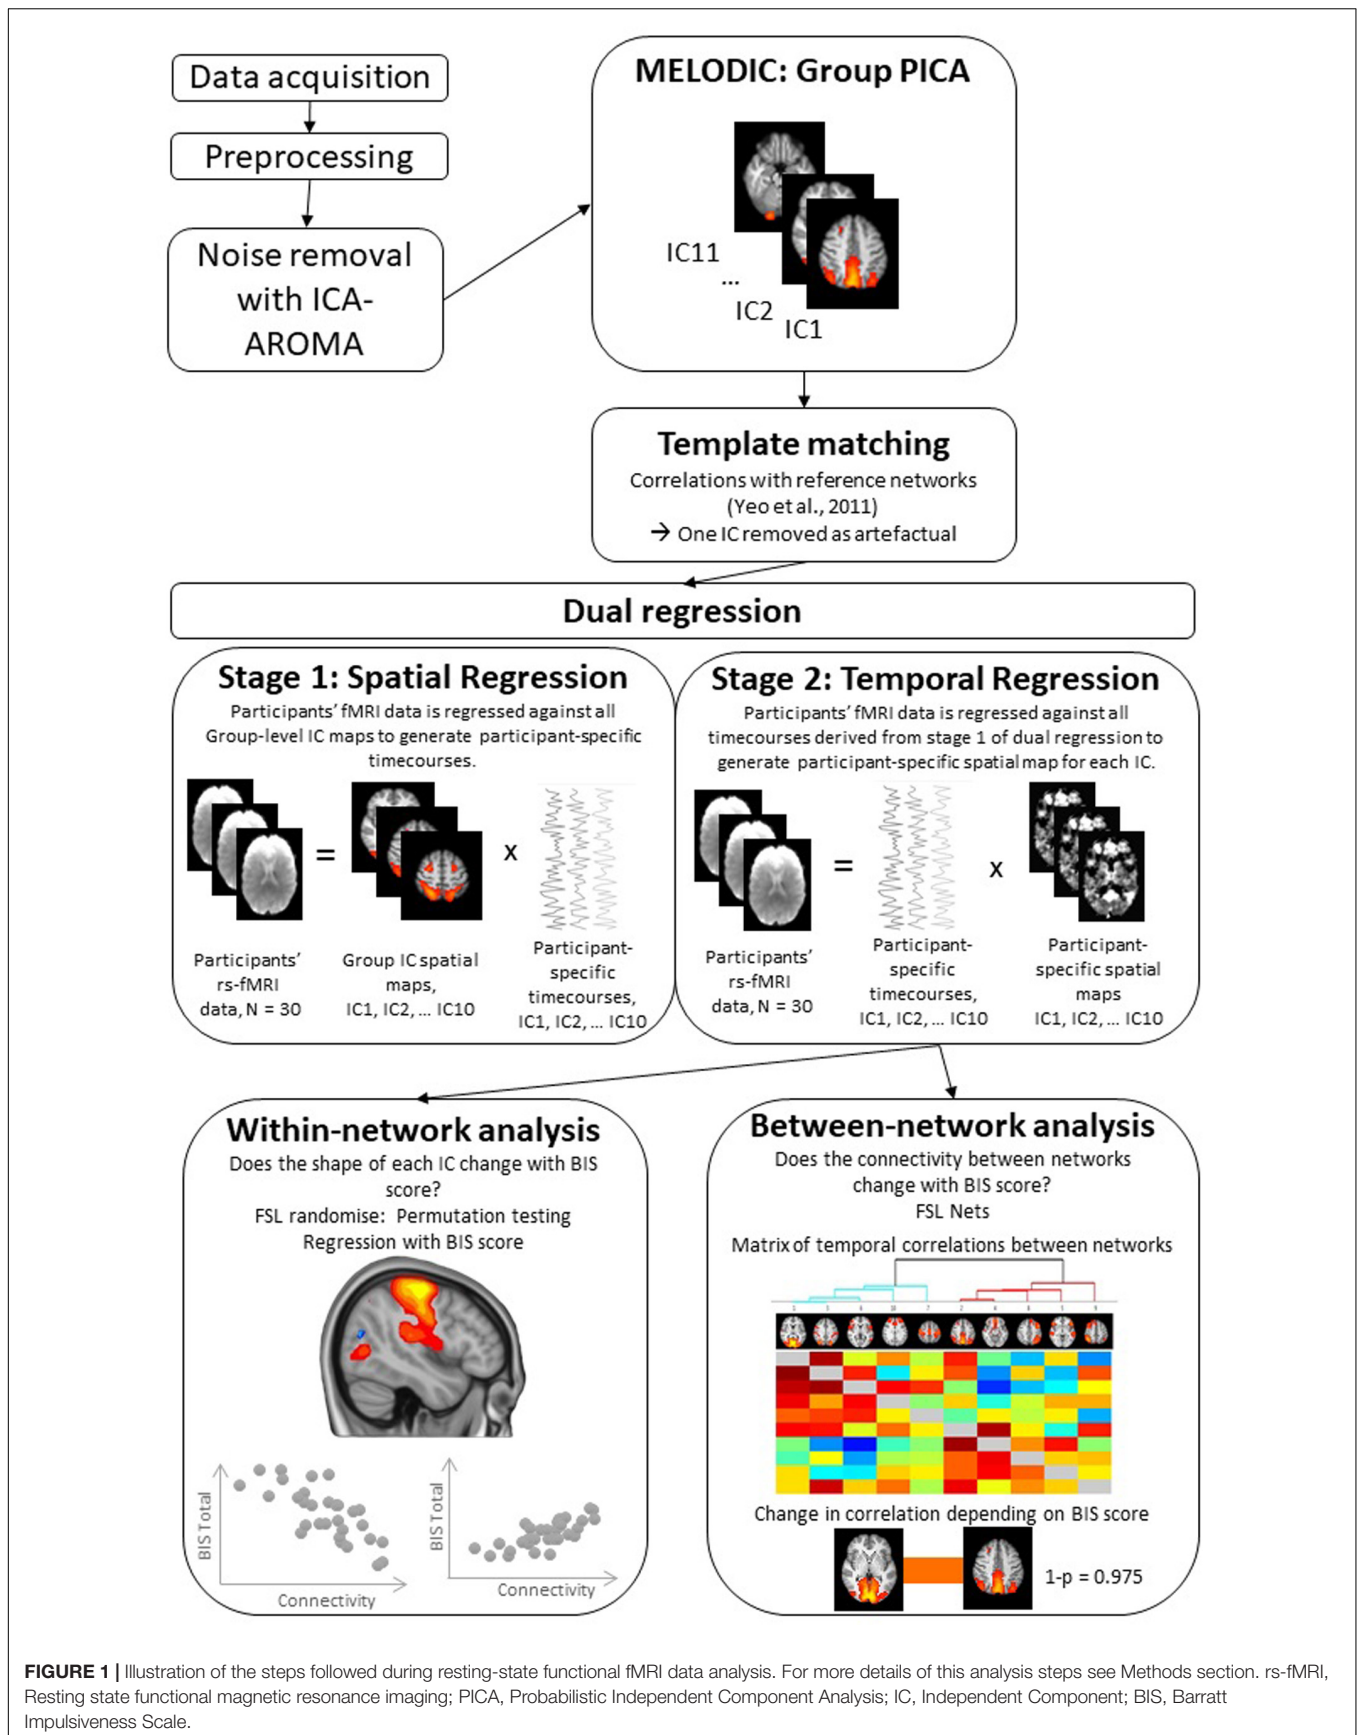 Data acquisition
Preprocessing
Noise removal
with ICA-
AROMA
MELODIC: Group PICA
IC11
...
IC2
IC1
Template matching
Correlations with reference networks
(Yeo et al., 2011)
→ One IC removed as artefactual
Dual regression
Stage 1: Spatial Regression
Participants' fMRI data is regressed against all
Group-level IC maps to generate participant-specific
timecourses.
=
x
Participants'
rs-fMRI
data, N = 30
Group IC spatial
maps,
IC1, IC2, ... IC10
Participant-
specific
timecourses,
IC1, IC2, ... IC10
Stage 2: Temporal Regression
Participants' fMRI data is regressed against all
timecourses derived from stage 1 of dual regression to
generate participant-specific spatial map for each IC.
=
x
Participants'
rs-fMRI
data, N = 30
Participant-
specific
timecourses,
IC1, IC2, ... IC10
Participant-
specific spatial
maps
IC1, IC2, ... IC10
Within-network analysis
Does the shape of each IC change with BIS
score?
FSL randomise: Permutation testing
Regression with BIS score
BIS Total
Connectivity
BIS Total
Connectivity
Between-network analysis
Does the connectivity between networks
change with BIS score?
FSL Nets
Matrix of temporal correlations between networks
Change in correlation depending on BIS score
1-p = 0.975
FIGURE 1 | Illustration of the steps followed during resting-state functional fMRI data analysis. For more details of this analysis steps see Methods section. rs-fMRI,
Resting state functional magnetic resonance imaging; PICA, Probabilistic Independent Component Analysis; IC, Independent Component; BIS, Barratt
Impulsiveness Scale.